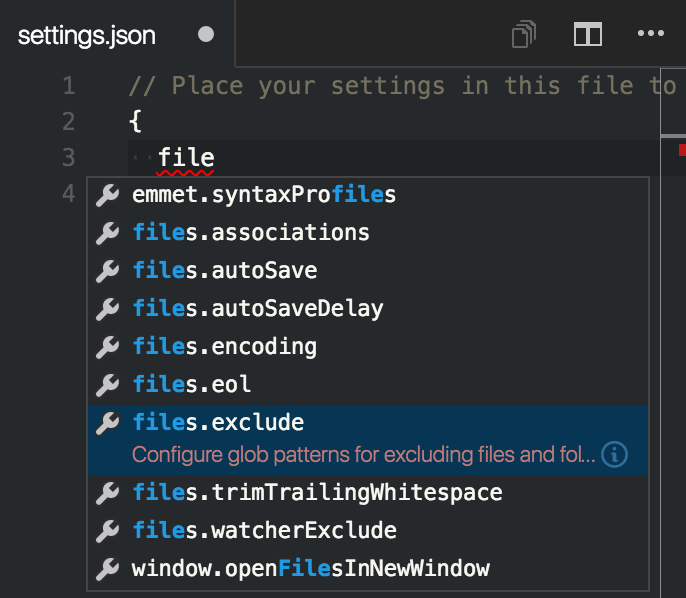 settings.json
1 // Place your settings in this file to
2 {
3 file
4
emmet.syntaxProfiles
files.associations
files.autoSave
files.autoSaveDelay
files.encoding
files.eol
files.exclude
Configure glob patterns for excluding files and fol...
files.trimTrailingWhitespace
files.watcherExclude
window.openFilesInNewWindow